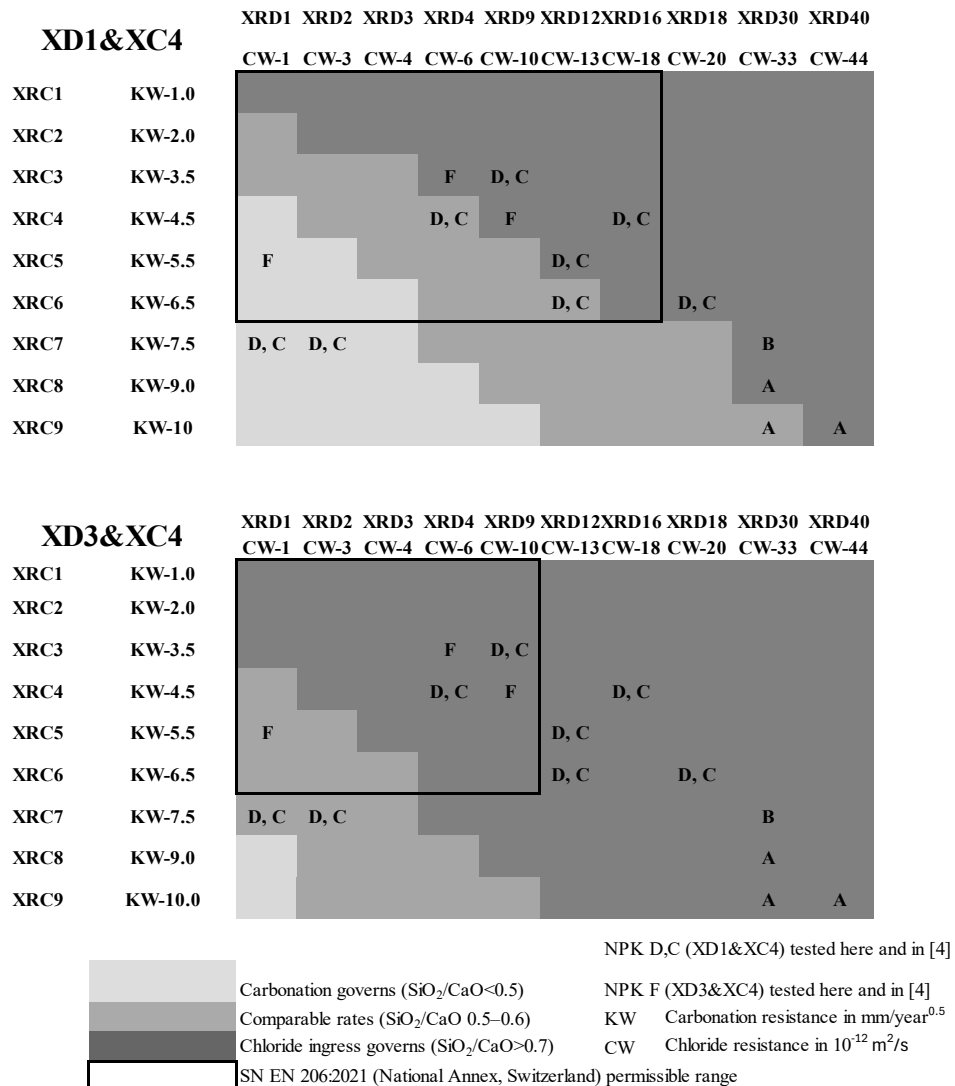 XD1&XC4
XRD1 XRD2 XRD3 XRD4 XRD9 XRD12 XRD16 XRD18 XRD30 XRD40
CW-1 CW-3 CW-4 CW-6 CW-10 CW-13 CW-18 CW-20 CW-33 CW-44
XRC1 KW-1.0
XRC2 KW-2.0
XRC3 KW-3.5 F D, C
XRC4 KW-4.5 D, C F D, C
XRC5 KW-5.5 F D, C
XRC6 KW-6.5 D, C D, C
XRC7 KW-7.5 D, C D, C B
XRC8 KW-9.0 A
XRC9 KW-10 A A
XD3&XC4
XRD1 XRD2 XRD3 XRD4 XRD9 XRD12 XRD16 XRD18 XRD30 XRD40
CW-1 CW-3 CW-4 CW-6 CW-10 CW-13 CW-18 CW-20 CW-33 CW-44
XRC1 KW-1.0
XRC2 KW-2.0
XRC3 KW-3.5 F D, C
XRC4 KW-4.5 D, C F D, C
XRC5 KW-5.5 F D, C
XRC6 KW-6.5 D, C D, C
XRC7 KW-7.5 D, C D, C B
XRC8 KW-9.0 A
XRC9 KW-10.0 A A
NPK D,C (XD1&XC4) tested here and in [4]
Carbonation governs (SiO₂/CaO<0.5) NPK F (XD3&XC4) tested here and in [4]
Comparable rates (SiO₂/CaO 0.5–0.6) KW Carbonation resistance in mm/year⁰·⁵
Chloride ingress governs (SiO₂/CaO>0.7) CW Chloride resistance in 10⁻¹² m²/s
SN EN 206:2021 (National Annex, Switzerland) permissible range